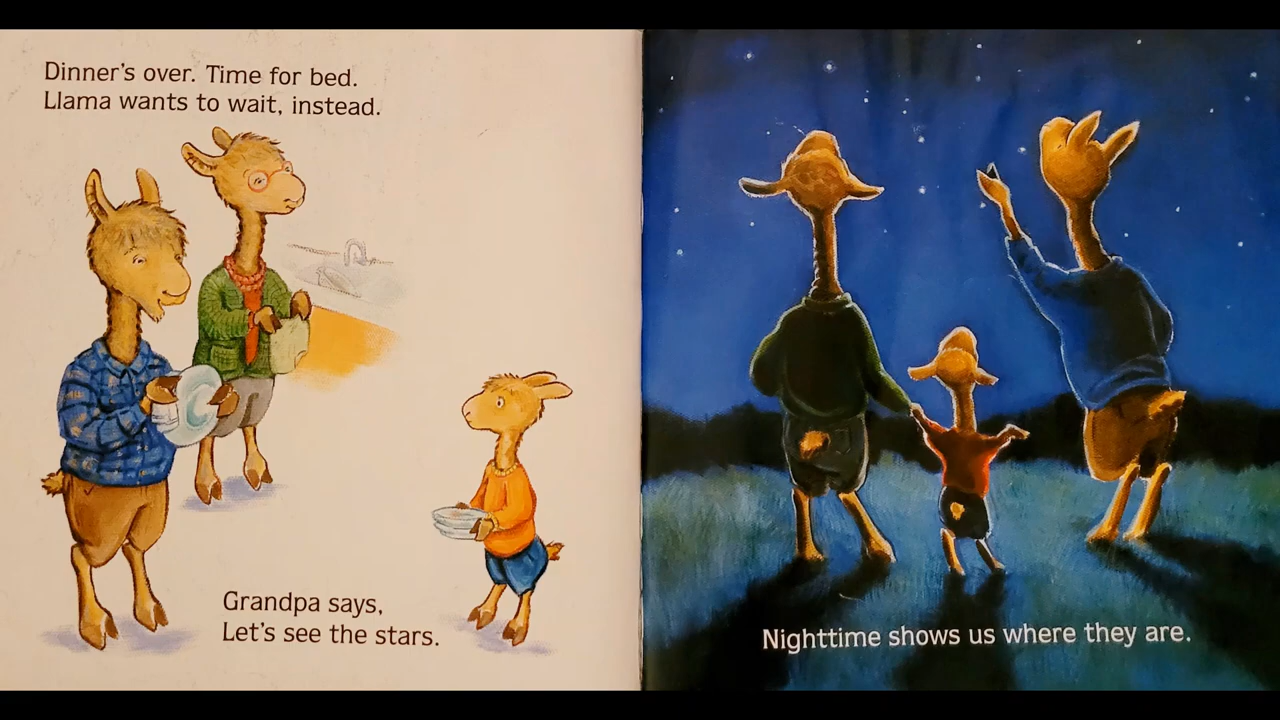 Dinner's over. Time for bed.
Llama wants to wait, instead.
Grandpa says,
Let's see the stars.
Nighttime shows us where they are.